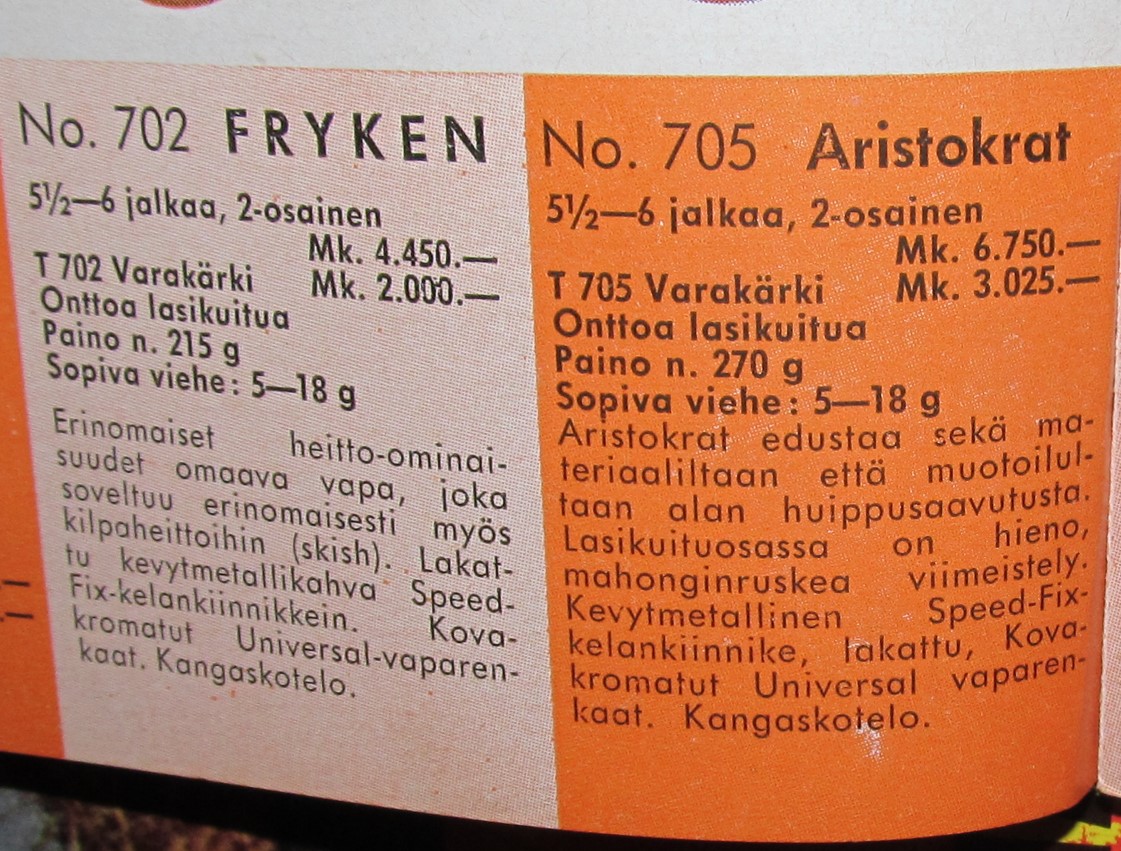 No. 702 FRYKEN
5½—6 jalkaa, 2-osainen
Mk. 4.450.—
T 702 Varakärki Mk. 2.000.—
Onttoa lasikuitua
Paino n. 215 g
Sopiva viehe: 5—18 g
Erinomaiset heitto-ominai-
suudet omaava vapa, joka
soveltuu erinomaisesti myös
kilpaheittoihin (skish). Lakat-
tu kevytmetallikahva Speed-
Fix-kelankiinnikkein. Kova-
kromatut Universal-vaparen-
kaat. Kangaskotelo.
No. 705 Aristokrat
5½—6 jalkaa, 2-osainen
Mk. 6.750.—
T 705 Varakärki Mk. 3.025.—
Onttoa lasikuitua
Paino n. 270 g
Sopiva viehe: 5—18 g
Aristokrat edustaa sekä ma-
teriaaliltaan että muotoilul-
taan alan huippusaavutusta.
Lasikuituosassa on hieno,
mahonginruskea viimeistely.
Kevytmetallinen Speed-Fix-
kelankiinnike, lakattu, Kova-
kromatut Universal vaparen-
kaat. Kangaskotelo.